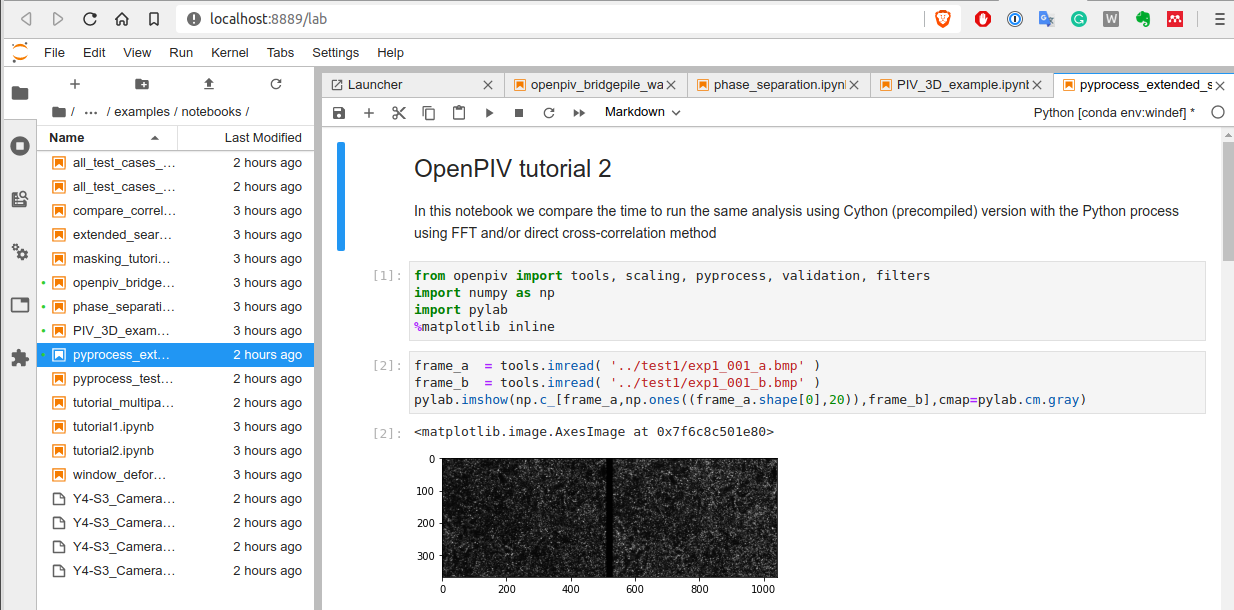 localhost:8889/lab
W
File Edit View Run Kernel Tabs Settings Help
Launcher
openpiv_bridgepile_wa
phase_separation.ipynl
PIV_3D_example.ipynl
pyprocess_extended_s
/ ··· / examples / notebooks /
Markdown
Python [conda env:windef] *
Name Last Modified
all_test_cases_... 2 hours ago
all_test_cases_... 2 hours ago
compare_correl... 3 hours ago
extended_sear... 3 hours ago
masking_tutori... 3 hours ago
openpiv_bridge... 3 hours ago
phase_separati... 3 hours ago
PIV_3D_exam... 3 hours ago
pyprocess_ext... 2 hours ago
pyprocess_test... 2 hours ago
tutorial_multipa... 2 hours ago
tutorial1.ipynb 3 hours ago
tutorial2.ipynb 2 hours ago
window_defor... 3 hours ago
Y4-S3_Camera... 2 hours ago
Y4-S3_Camera... 2 hours ago
Y4-S3_Camera... 2 hours ago
Y4-S3_Camera... 2 hours ago
OpenPIV tutorial 2
In this notebook we compare the time to run the same analysis using Cython (precompiled) version with the Python process
using FFT and/or direct cross-correlation method
[1]: from openpiv import tools, scaling, pyprocess, validation, filters
import numpy as np
import pylab
%matplotlib inline
[2]: frame_a  = tools.imread( '../test1/exp1_001_a.bmp' )
frame_b  = tools.imread( '../test1/exp1_001_b.bmp' )
pylab.imshow(np.c_[frame_a,np.ones((frame_a.shape[0],20)),frame_b],cmap=pylab.cm.gray)
[2]: <matplotlib.image.AxesImage at 0x7f6c8c501e80>
0
100
200
300
0 200 400 600 800 1000